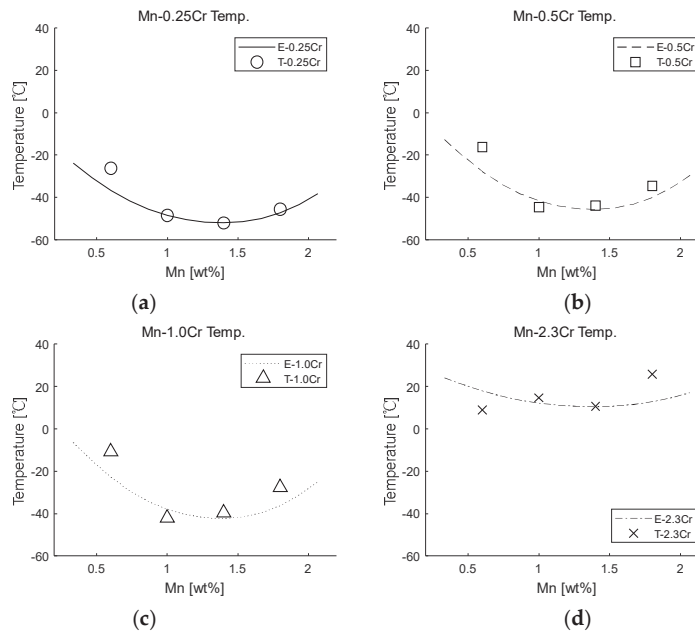 Mn-0.25Cr Temp.
40
20
0
-20
-40
-60
Temperature [℃]
E-0.25Cr
T-0.25Cr
0.5
1
1.5
2
Mn [wt%]
(a)
Mn-0.5Cr Temp.
40
20
0
-20
-40
-60
Temperature [℃]
E-0.5Cr
T-0.5Cr
0.5
1
1.5
2
Mn [wt%]
(b)
Mn-1.0Cr Temp.
40
20
0
-20
-40
-60
Temperature [℃]
E-1.0Cr
T-1.0Cr
0.5
1
1.5
2
Mn [wt%]
(c)
Mn-2.3Cr Temp.
40
20
0
-20
-40
-60
Temperature [℃]
E-2.3Cr
T-2.3Cr
0.5
1
1.5
2
Mn [wt%]
(d)